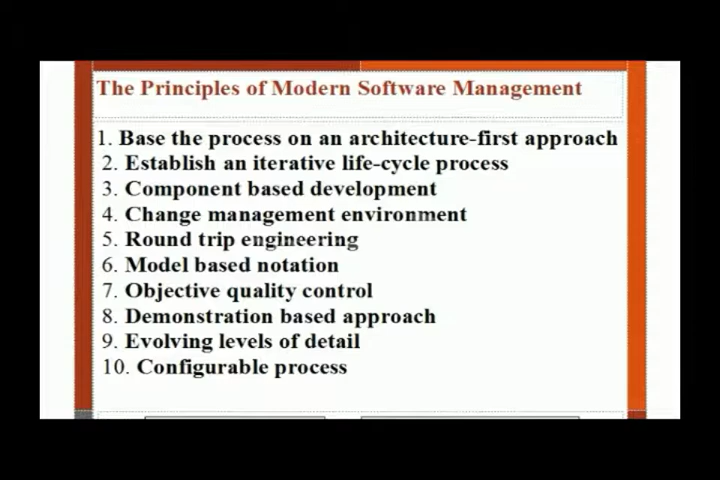 The Principles of Modern Software Management
1. Base the process on an architecture-first approach
2. Establish an iterative life-cycle process
3. Component based development
4. Change management environment
5. Round trip engineering
6. Model based notation
7. Objective quality control
8. Demonstration based approach
9. Evolving levels of detail
10. Configurable process